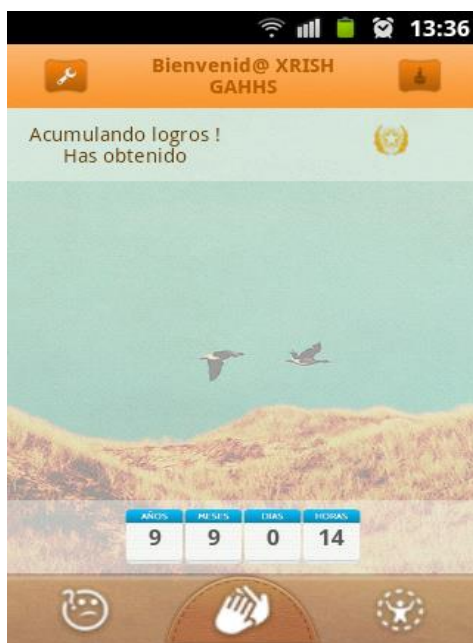 13:36
Bienvenid@ XRISH
GAHHS
Acumulando logros !
Has obtenido
AÑOS MESES DIAS HORAS
9 9 0 14